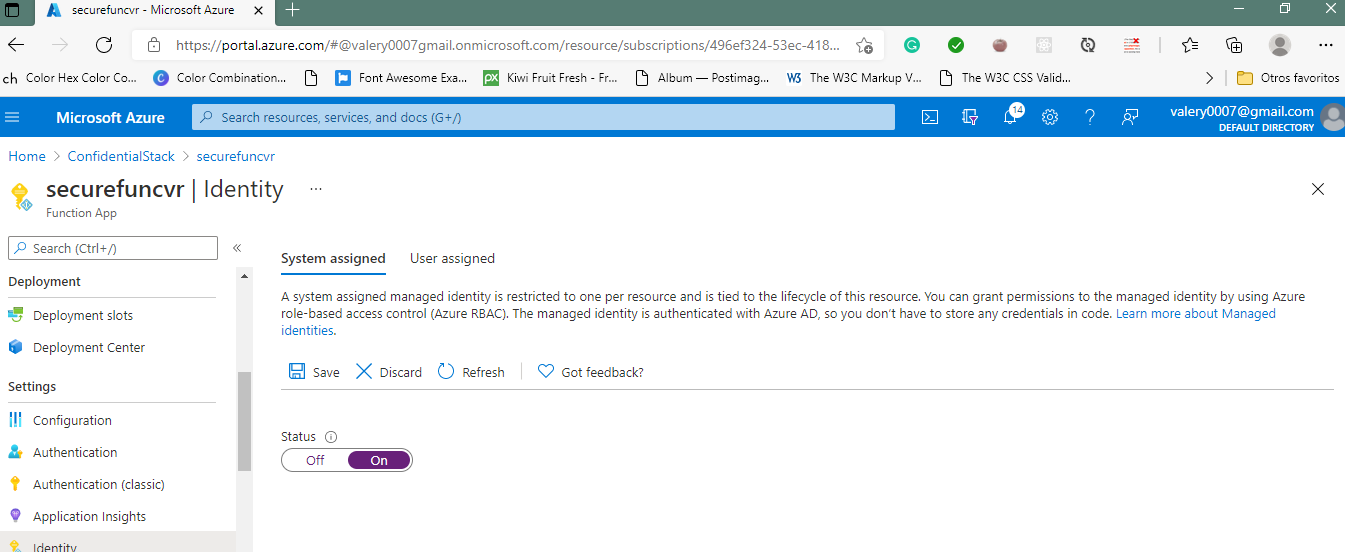 securefuncvr - Microsoft Azure
https://portal.azure.com/#@valery0007gmail.onmicrosoft.com/resource/subscriptions/496ef324-53ec-418...
ch Color Hex Color Co... Color Combination... Font Awesome Exa... Kiwi Fruit Fresh - Fr... Album — Postimag... The W3C Markup V... The W3C CSS Valid... Otros favoritos
Microsoft Azure Search resources, services, and docs (G+/) 14 valery0007@gmail.com
DEFAULT DIRECTORY
Home > ConfidentialStack > securefuncvr
securefuncvr | Identity ...
Function App
Search (Ctrl+/) «
Deployment
Deployment slots
Deployment Center
Settings
Configuration
Authentication
Authentication (classic)
Application Insights
Identity
System assigned User assigned
A system assigned managed identity is restricted to one per resource and is tied to the lifecycle of this resource. You can grant permissions to the managed identity by using Azure
role-based access control (Azure RBAC). The managed identity is authenticated with Azure AD, so you don't have to store any credentials in code. Learn more about Managed
identities.
Save Discard Refresh Got feedback?
Status
Off On